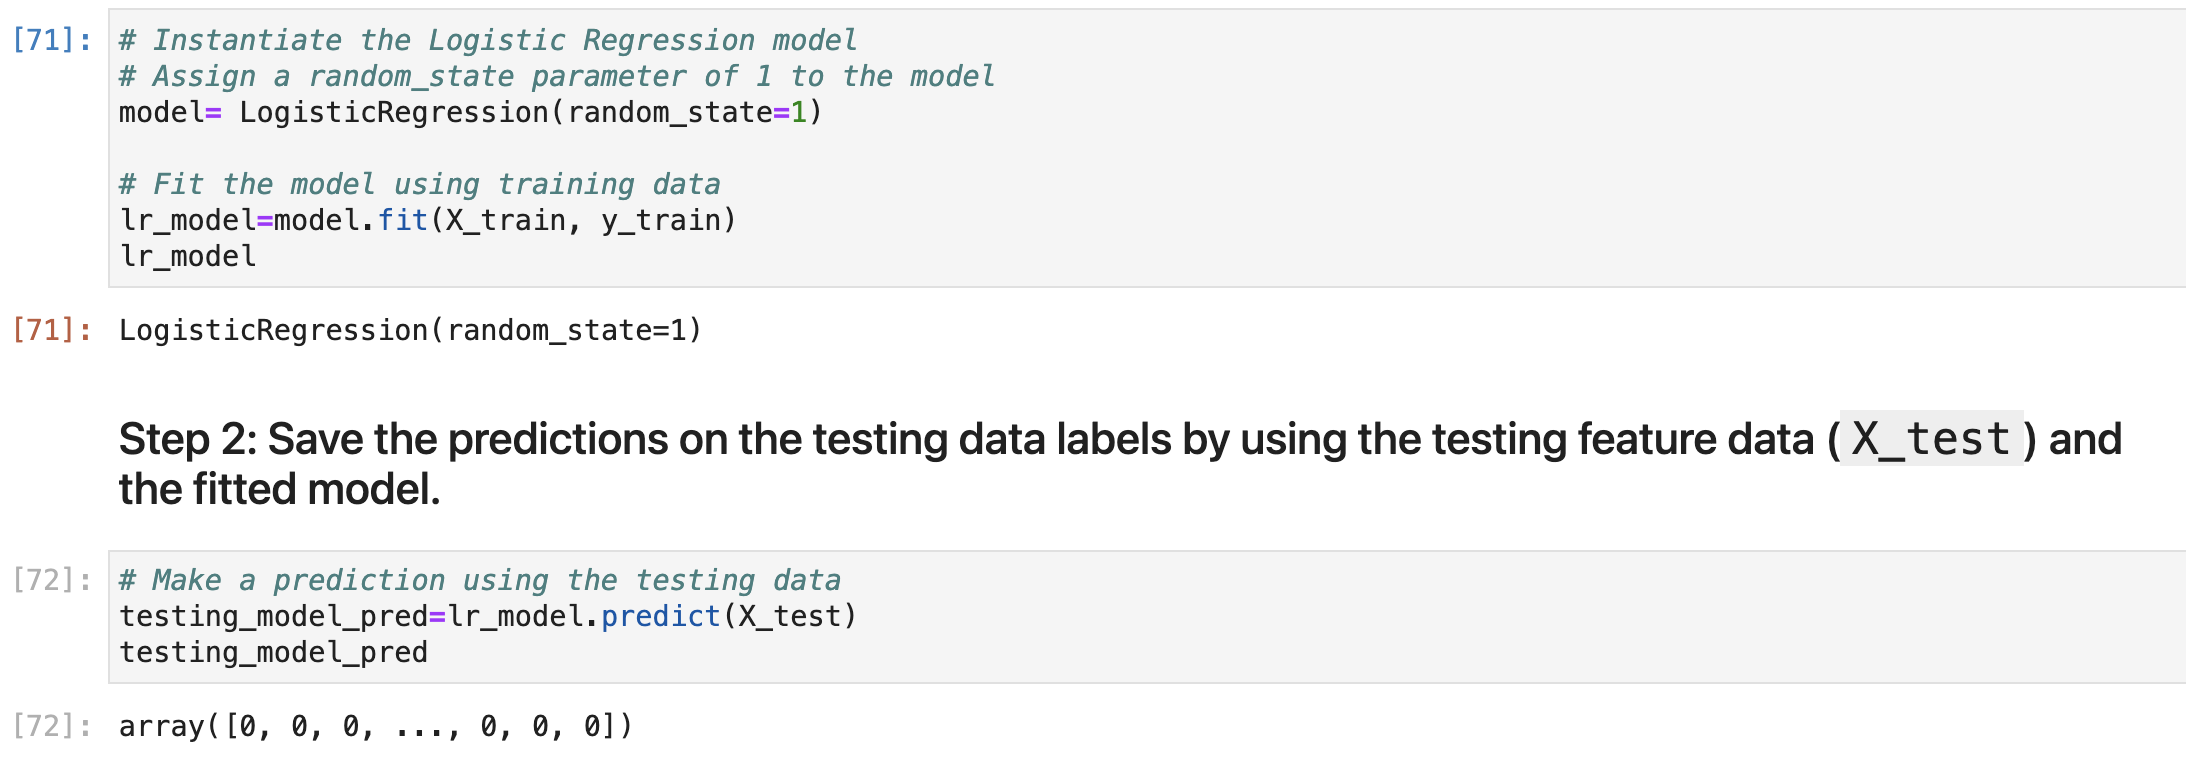 [71]: # Instantiate the Logistic Regression model
# Assign a random_state parameter of 1 to the model
model= LogisticRegression(random_state=1)
# Fit the model using training data
lr_model=model.fit(X_train, y_train)
lr_model
[71]: LogisticRegression(random_state=1)
Step 2: Save the predictions on the testing data labels by using the testing feature data (X_test) and
the fitted model.
[72]: # Make a prediction using the testing data
testing_model_pred=lr_model.predict(X_test)
testing_model_pred
[72]: array([0, 0, 0, ..., 0, 0, 0])